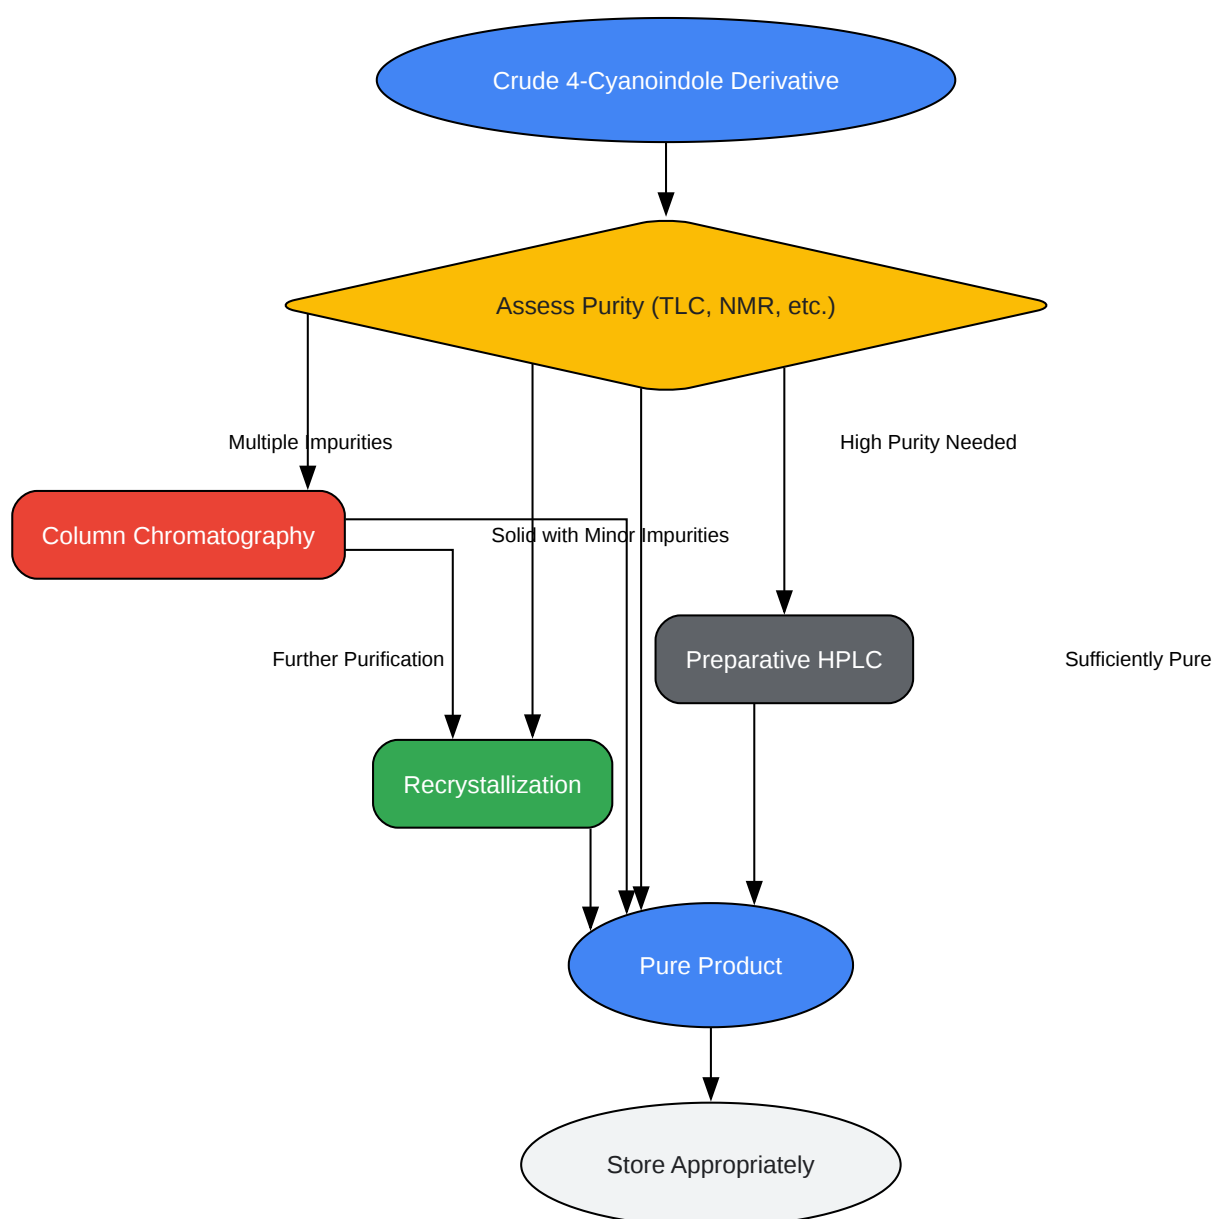 Crude 4-Cyanoindole Derivative
Assess Purity (TLC, NMR, etc.)
Multiple Impurities
High Purity Needed
Column Chromatography
Solid with Minor Impurities
Further Purification
Preparative HPLC
Sufficiently Pure
Recrystallization
Pure Product
Store Appropriately